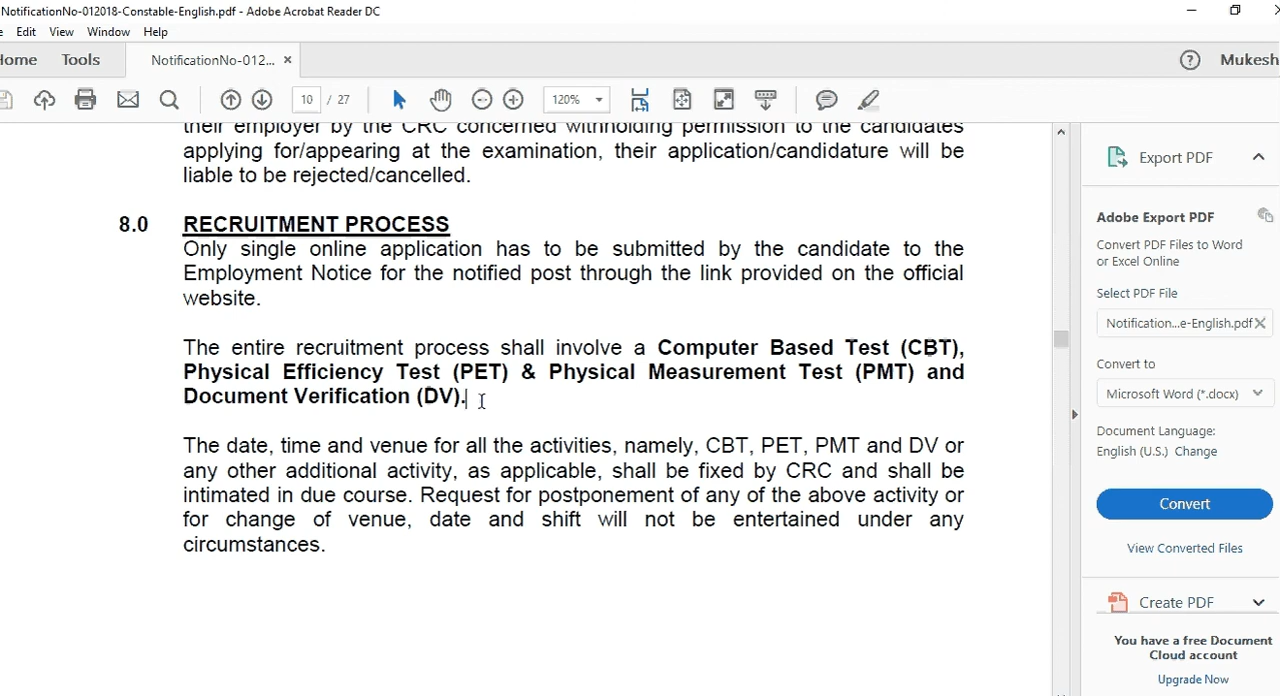 NotificationNo-012018-Constable-English.pdf - Adobe Acrobat Reader DC
Edit View Window Help
Home Tools NotificationNo-012... × ? Mukesh
10 / 27 120%
their employer by the CRC concerned withholding permission to the candidates
applying for/appearing at the examination, their application/candidature will be
liable to be rejected/cancelled.
8.0 RECRUITMENT PROCESS
Only single online application has to be submitted by the candidate to the
Employment Notice for the notified post through the link provided on the official
website.
The entire recruitment process shall involve a Computer Based Test (CBT),
Physical Efficiency Test (PET) & Physical Measurement Test (PMT) and
Document Verification (DV).
The date, time and venue for all the activities, namely, CBT, PET, PMT and DV or
any other additional activity, as applicable, shall be fixed by CRC and shall be
intimated in due course. Request for postponement of any of the above activity or
for change of venue, date and shift will not be entertained under any
circumstances.
Export PDF
Adobe Export PDF
Convert PDF Files to Word
or Excel Online
Select PDF File
Notification...e-English.pdf ×
Convert to
Microsoft Word (*.docx)
Document Language:
English (U.S.) Change
Convert
View Converted Files
Create PDF
You have a free Document
Cloud account
Upgrade Now